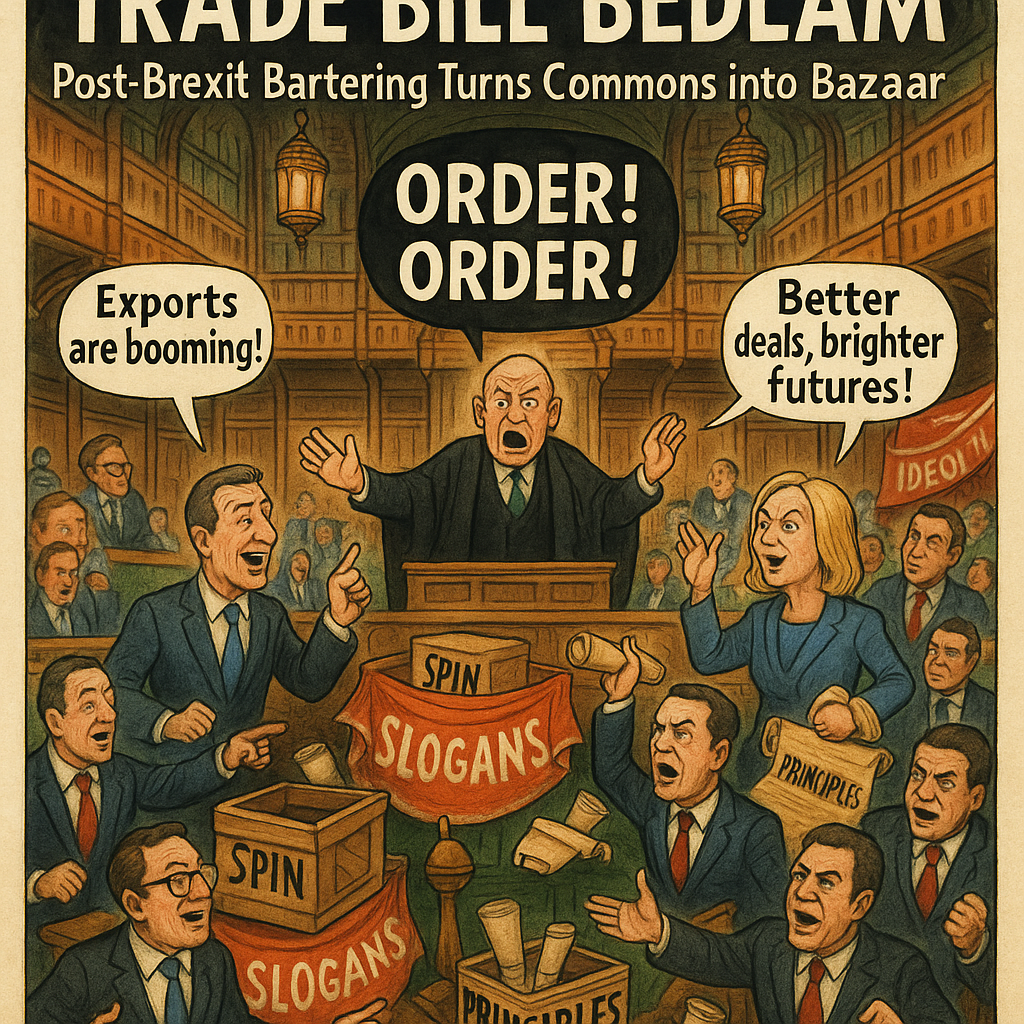 TRADE BILL BEDLAM
Post-Brexit Bartering Turns Commons into Bazaar
ORDER!
ORDER!
Exports
are booming!
Better
deals, brighter
futures!
SPIN
SLOGANS
PRINCIPLES
SPIN
SLOGANS
PRINCIPLES